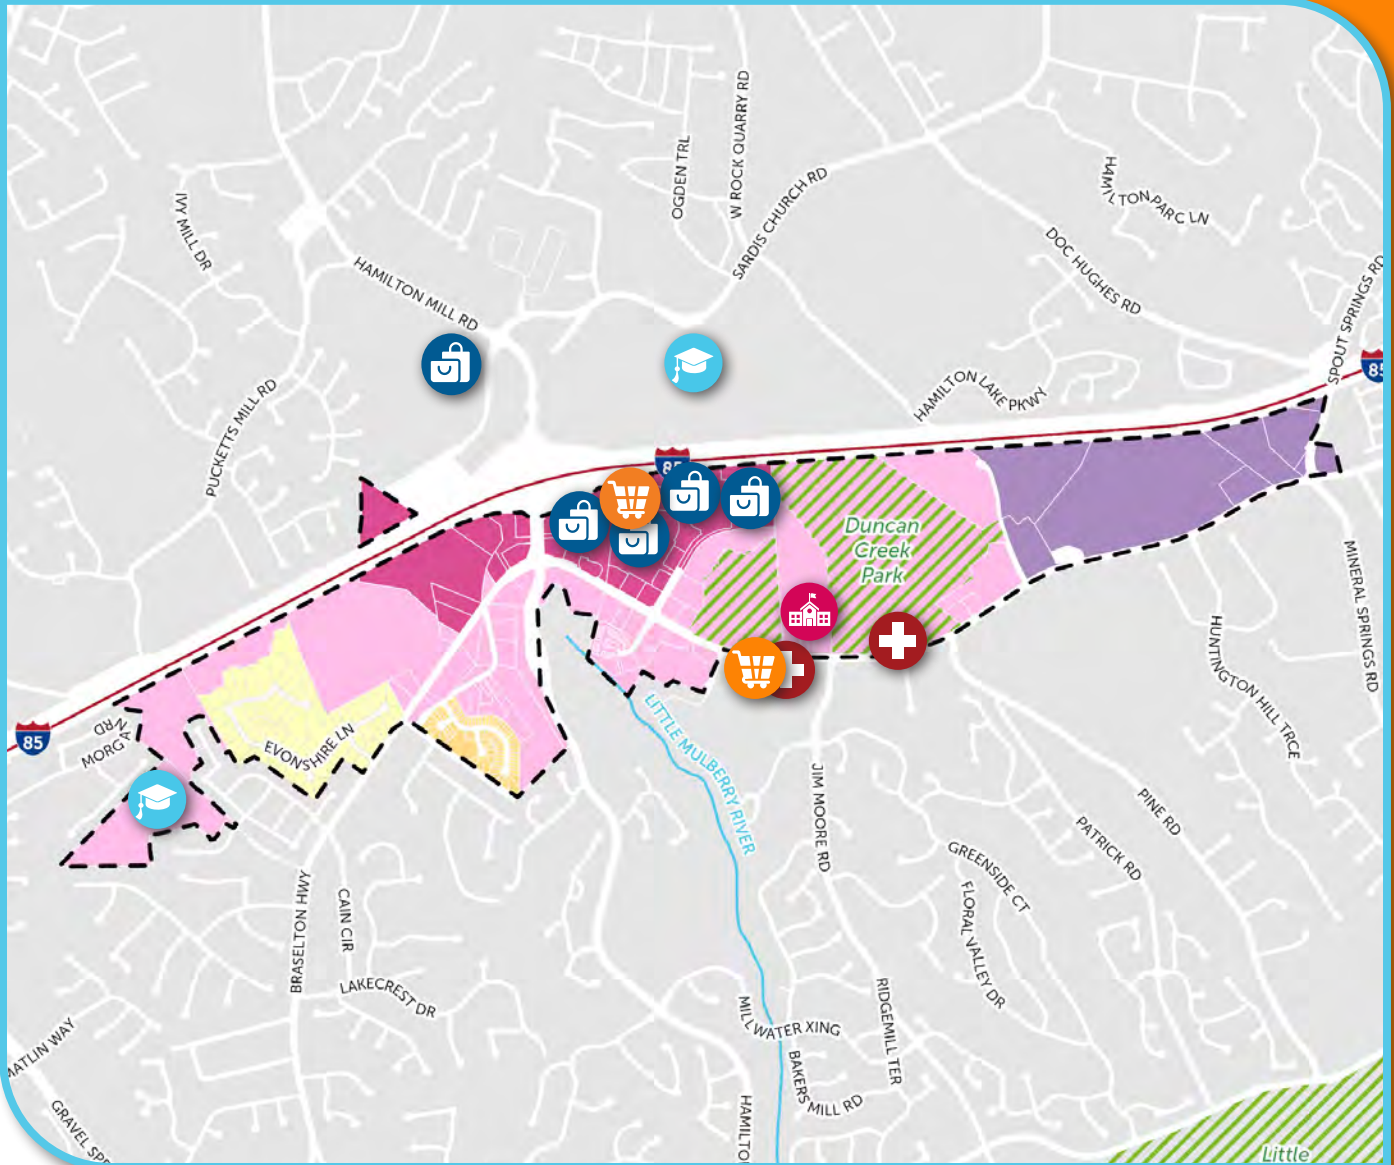 W ROCK QUARRY RD
OGDEN TRL
SARDIS CHURCH RD
HAMILTON PARC LN
IVY MILL DR
DOC HUGHES RD
HAMILTON MILL RD
SPOUT SPRINGS RD
85
PUCKETTS MILL RD
HAMILTON LAKE PKWY
85
Duncan
Creek
Park
MINERAL SPRINGS RD
HUNTINGTON HILL TRCE
85
MORGAN RD
EVONSHIRE LN
LITTLE MULBERRY RIVER
JIM MOORE RD
PINE RD
PATRICK RD
GREENSIDE CT
FLORAL VALLEY DR
BRASELTON HWY
CAIN CIR
LAKECREST DR
RIDGEMILL TER
MILLWATER XING
MATLIN WAY
BAKERS MILL RD
GRAVEL SP
HAMILTO
Little